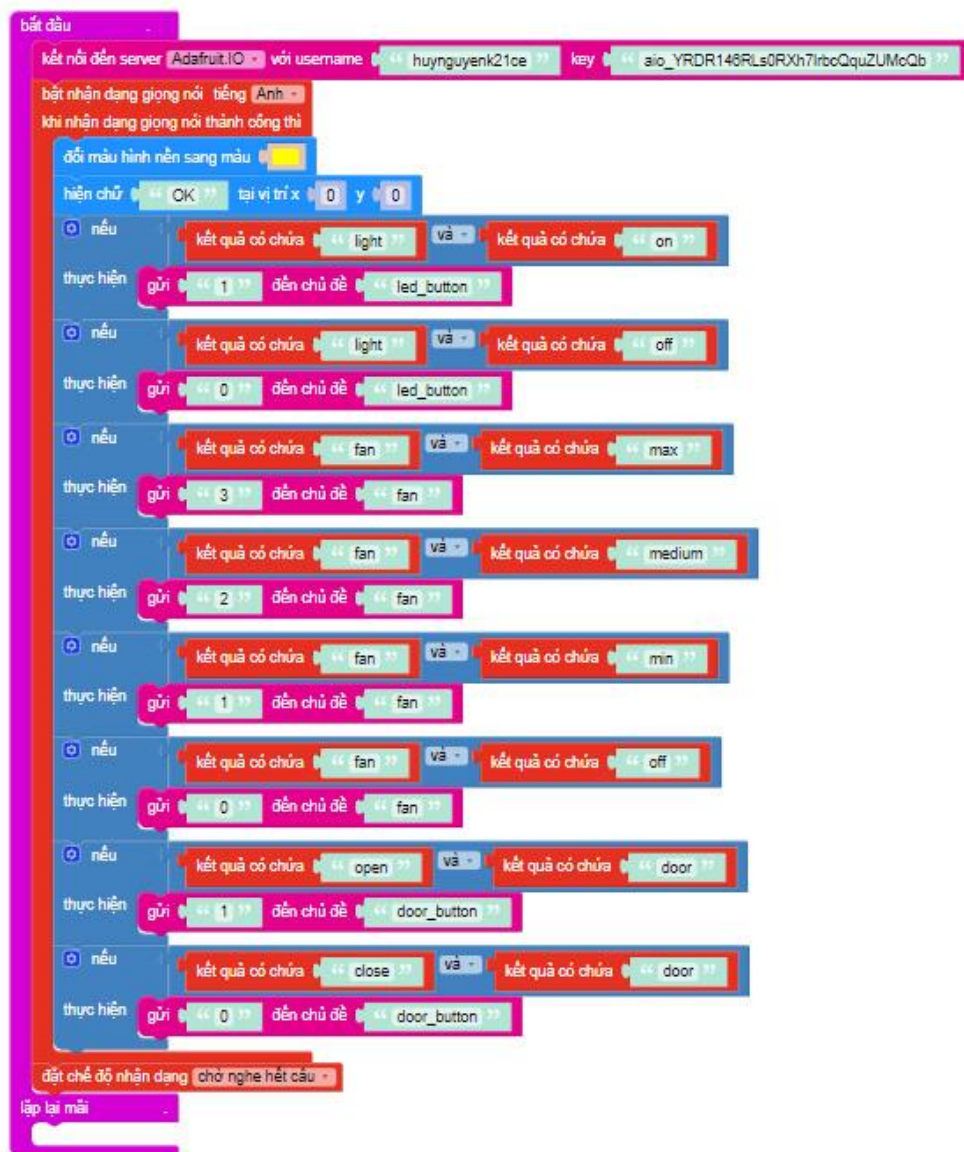 bắt đầu
kết nối đến server Adafruit.IO với username “ huynguyenk21ce ” key “ aio_YRDR146RLs0RXh7IrbcQquZUMcQb ”
bật nhận dạng giọng nói tiếng Anh
khi nhận dạng giọng nói thành công thì
đổi màu hình nền sang màu
hiện chữ “ OK ” tại vị trí x 0 y 0
nếu kết quả có chứa “ light ” và kết quả có chứa “ on ”
thực hiện gửi “ 1 ” đến chủ đề “ led_button ”
nếu kết quả có chứa “ light ” và kết quả có chứa “ off ”
thực hiện gửi “ 0 ” đến chủ đề “ led_button ”
nếu kết quả có chứa “ fan ” và kết quả có chứa “ max ”
thực hiện gửi “ 3 ” đến chủ đề “ fan ”
nếu kết quả có chứa “ fan ” và kết quả có chứa “ medium ”
thực hiện gửi “ 2 ” đến chủ đề “ fan ”
nếu kết quả có chứa “ fan ” và kết quả có chứa “ min ”
thực hiện gửi “ 1 ” đến chủ đề “ fan ”
nếu kết quả có chứa “ fan ” và kết quả có chứa “ off ”
thực hiện gửi “ 0 ” đến chủ đề “ fan ”
nếu kết quả có chứa “ open ” và kết quả có chứa “ door ”
thực hiện gửi “ 1 ” đến chủ đề “ door_button ”
nếu kết quả có chứa “ close ” và kết quả có chứa “ door ”
thực hiện gửi “ 0 ” đến chủ đề “ door_button ”
đặt chế độ nhận dạng chờ nghe hết câu
lặp lại mãi